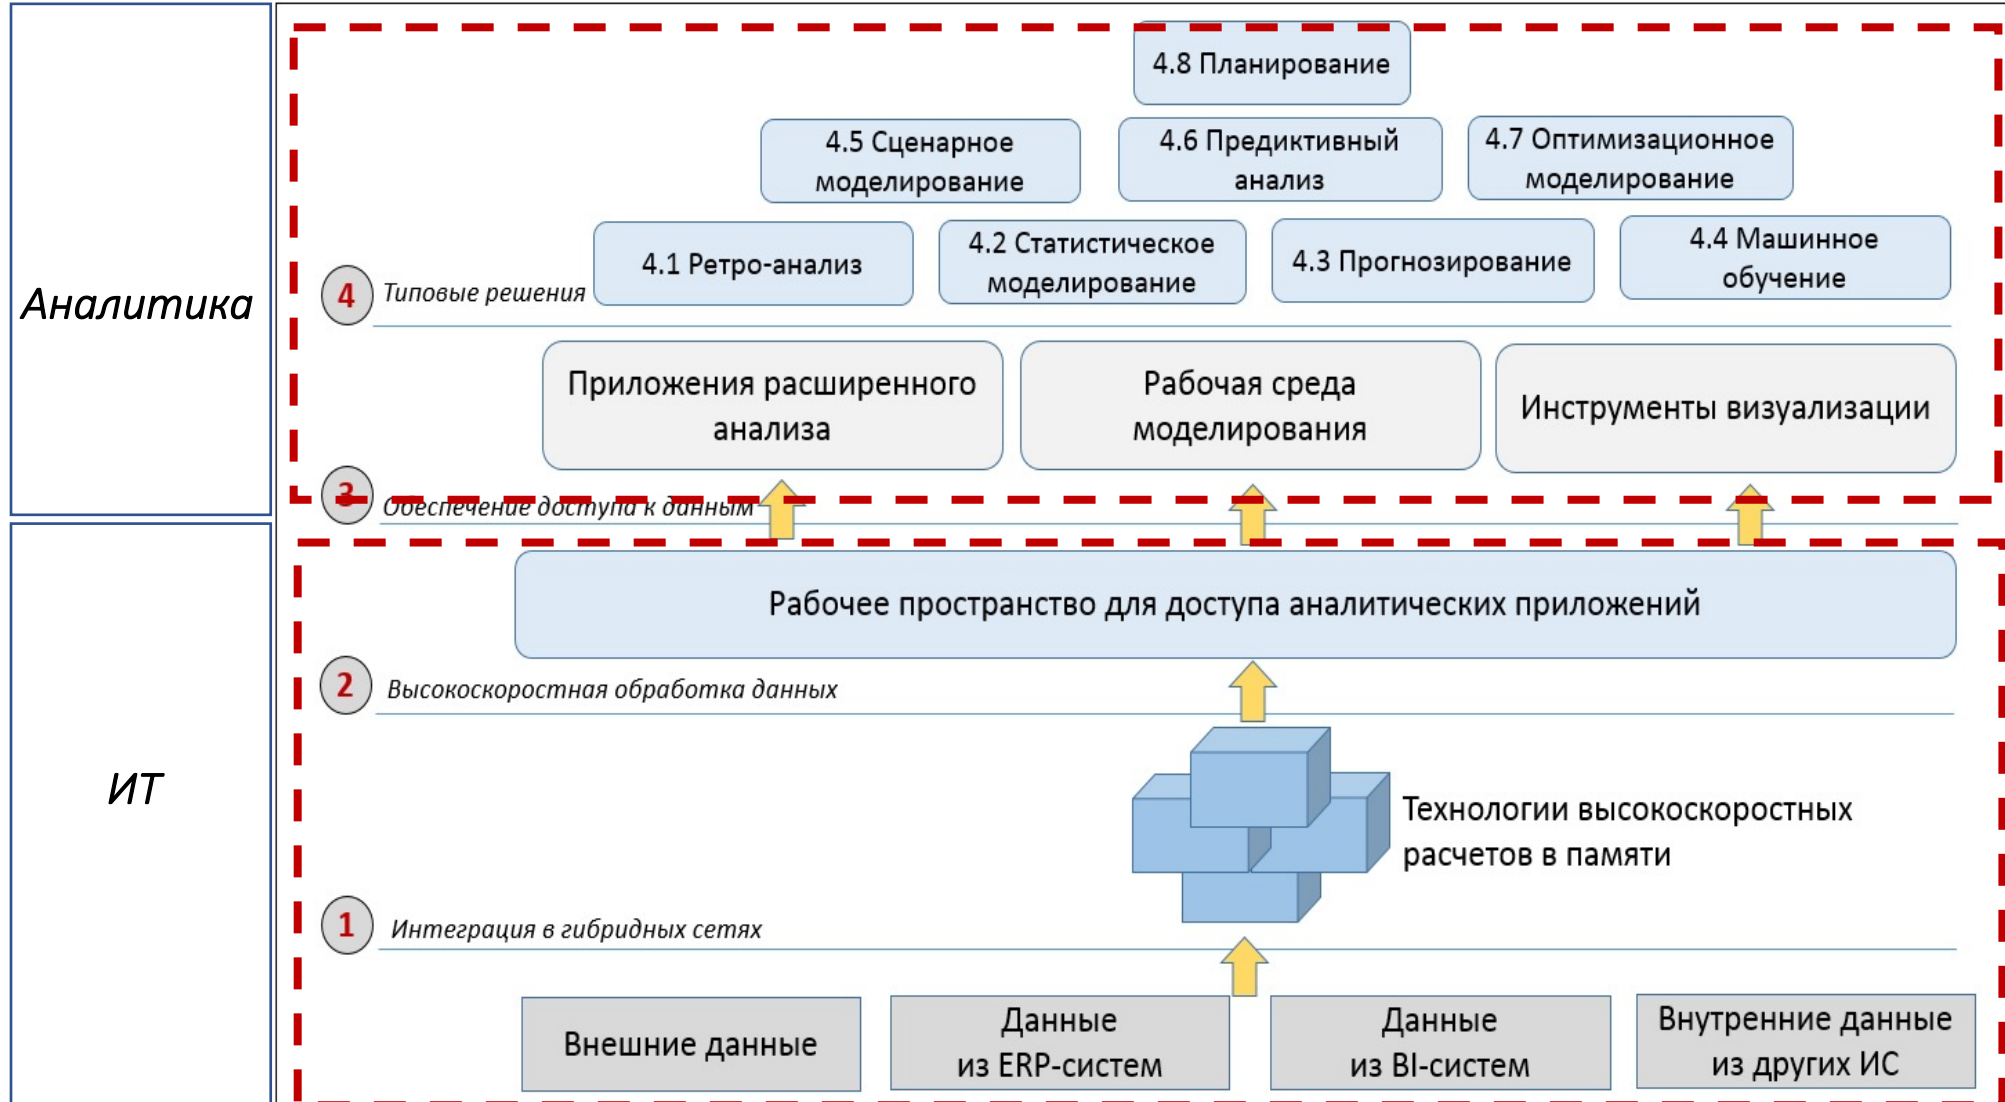 Аналитика
4.8 Планирование
4.5 Сценарное
моделирование
4.6 Предиктивный
анализ
4.7 Оптимизационное
моделирование
4.1 Ретро-анализ
4.2 Статистическое
моделирование
4.3 Прогнозирование
4.4 Машинное
обучение
4
Типовые решения
Приложения расширенного
анализа
Рабочая среда
моделирования
Инструменты визуализации
3
Обеспечение доступа к данным
ИТ
Рабочее пространство для доступа аналитических приложений
2
Высокоскоростная обработка данных
Технологии высокоскоростных
расчетов в памяти
1
Интеграция в гибридных сетях
Внешние данные
Данные
из ERP-систем
Данные
из BI-систем
Внутренние данные
из других ИС